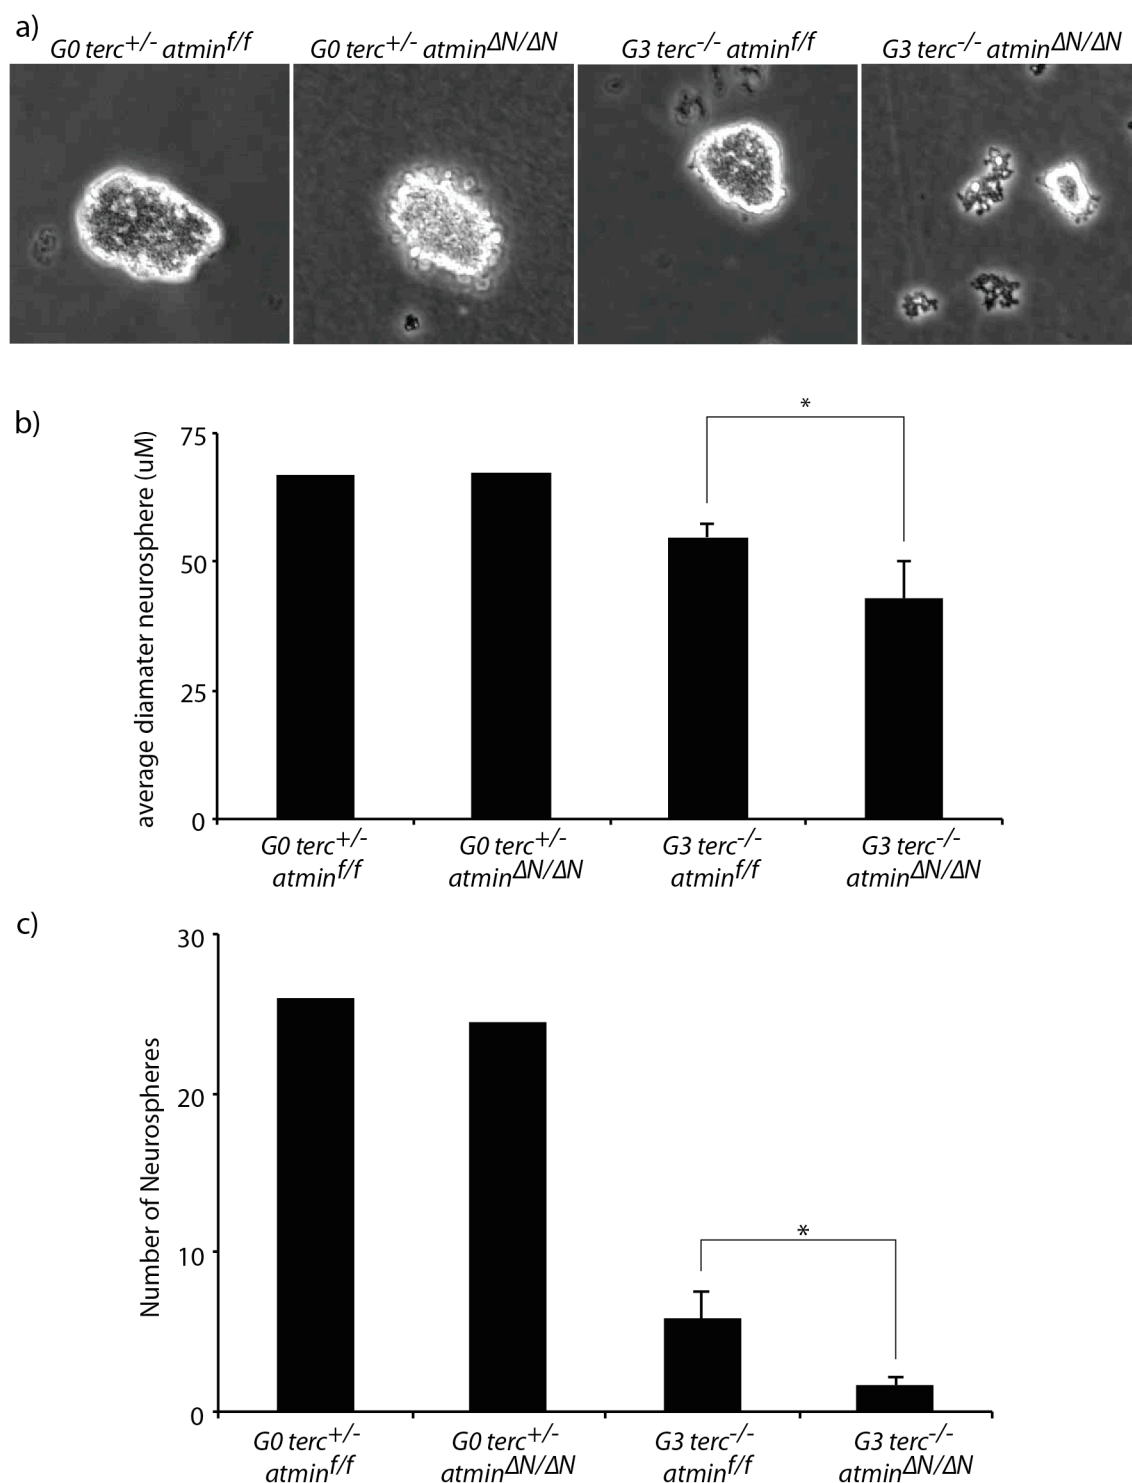 a)
G0 terc+/- atminf/f
G0 terc+/- atminΔN/ΔN
G3 terc-/- atminf/f
G3 terc-/- atminΔN/ΔN
b)
average diamater neurosphere (uM)
75
50
25
0
*
G0 terc+/-
atminf/f
G0 terc+/-
atminΔN/ΔN
G3 terc-/-
atminf/f
G3 terc-/-
atminΔN/ΔN
c)
Number of Neurospheres
30
20
10
0
*
G0 terc+/-
atminf/f
G0 terc+/-
atminΔN/ΔN
G3 terc-/-
atminf/f
G3 terc-/-
atminΔN/ΔN